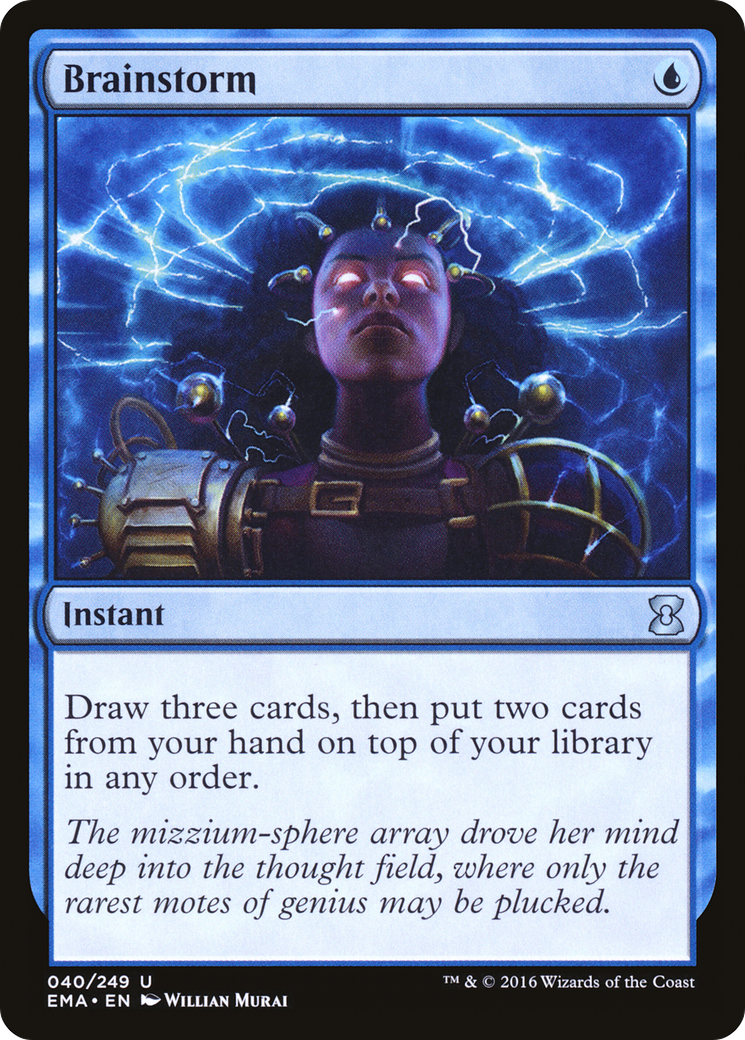 Brainstorm
Instant
Draw three cards, then put two cards
from your hand on top of your library
in any order.
The mizzium-sphere array drove her mind
deep into the thought field, where only the
rarest motes of genius may be plucked.
040/249 U
EMA • EN Willian Murai
™ & © 2016 Wizards of the Coast